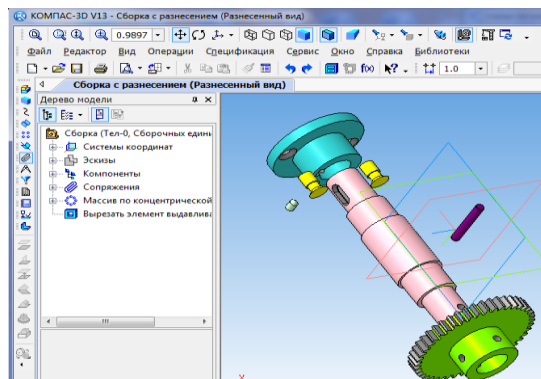 КОМПАС-3D V13 - Сборка с разнесением (Разнесенный вид)
0.9897
Файл Редактор Вид Операции Спецификация Сервис Окно Справка Библиотеки
f(x) 1.0
Сборка с разнесением (Разнесенный вид)
Дерево модели
Сборка (Тел-0, Сборочных едини
Системы координат
Эскизы
Компоненты
Сопряжения
Массив по концентрической
Вырезать элемент выдавлива
X